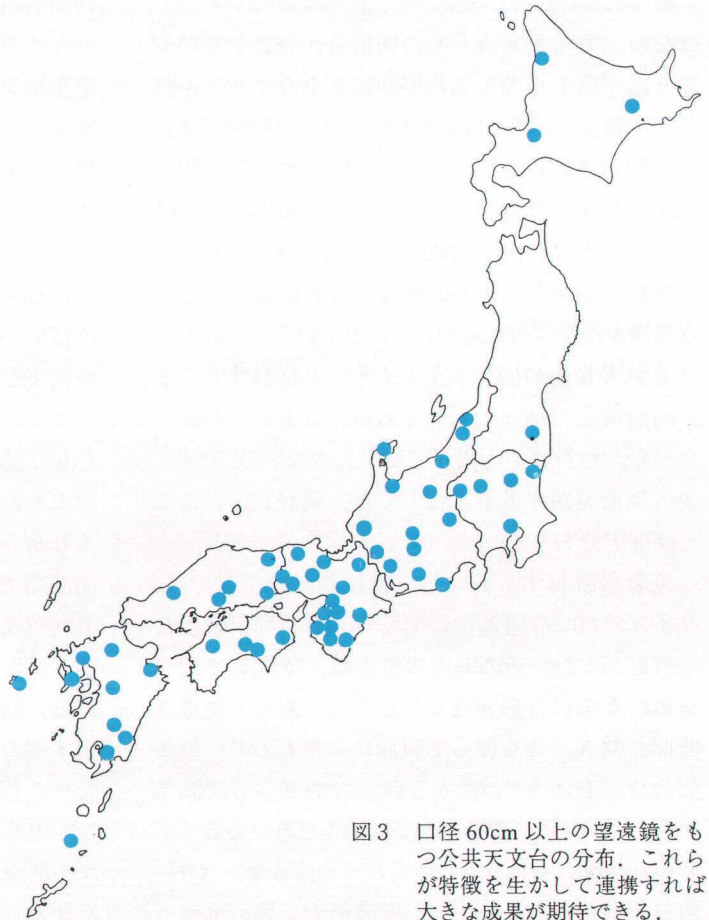 図3 口径 60cm 以上の望遠鏡をも
つ公共天文台の分布．これら
が特徴を生かして連携すれば
大きな成果が期待できる．